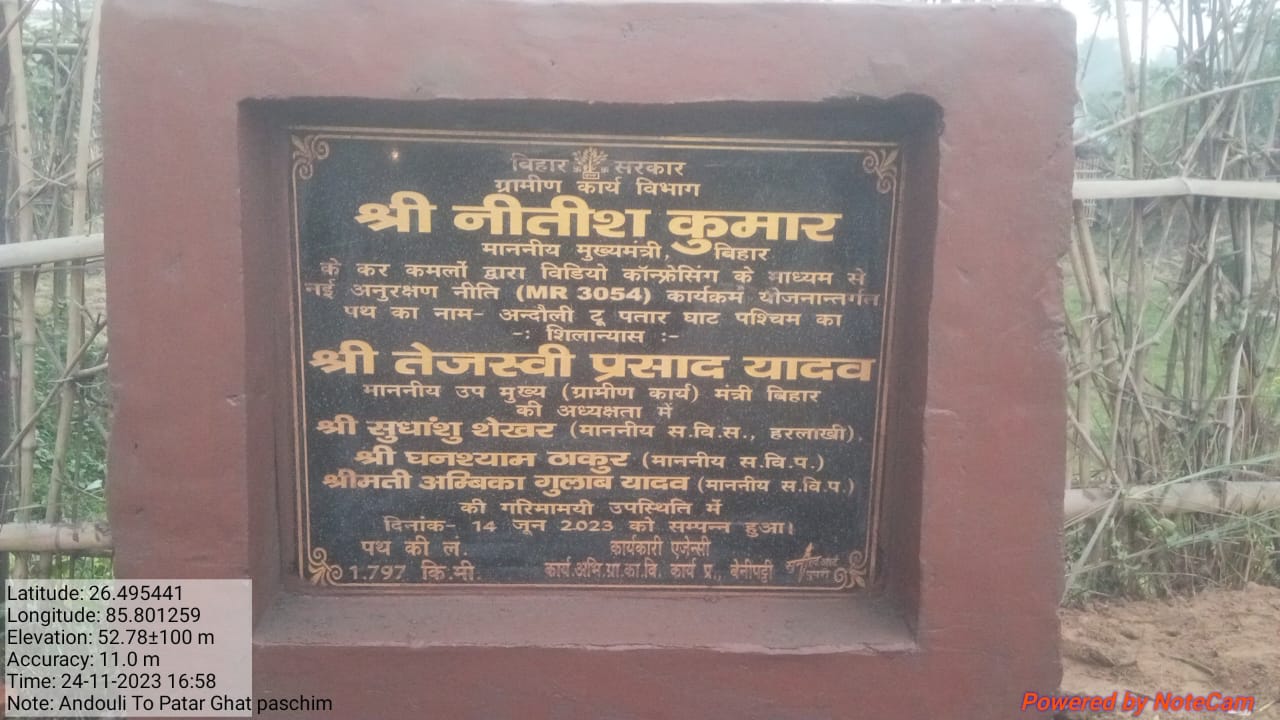 बिहार सरकार
ग्रामीण कार्य विभाग
श्री नीतीश कुमार
माननीय मुख्यमंत्री, बिहार
के कर कमलों द्वारा विडियो कॉन्फ्रेसिंग के माध्यम से
नई अनुरक्षण नीति (MR 3054) कार्यक्रम योजनान्तर्गत
पथ का नाम- अन्दौली टू पतार घाट पश्चिम का
-: शिलान्यास :-
श्री तेजस्वी प्रसाद यादव
माननीय उप मुख्य (ग्रामीण कार्य) मंत्री बिहार
की अध्यक्षता में
श्री सुधांशु शेखर (माननीय स.वि.स., हरलाखी),
श्री घनश्याम ठाकुर (माननीय स.वि.प.)
श्रीमती अम्बिका गुलाब यादव (माननीय स.वि.प.)
की गरिमामयी उपस्थिति में
दिनांक- 14 जून 2023 को सम्पन्न हुआ।
पथ की लं. कार्यकारी एजेन्सी
1.797 कि.मी. कार्य.अभि.ग्रा.का.वि. कार्य प्र., बेनीपट्टी
Latitude: 26.495441
Longitude: 85.801259
Elevation: 52.78±100 m
Accuracy: 11.0 m
Time: 24-11-2023 16:58
Note: Andouli To Patar Ghat paschim
Powered by NoteCam